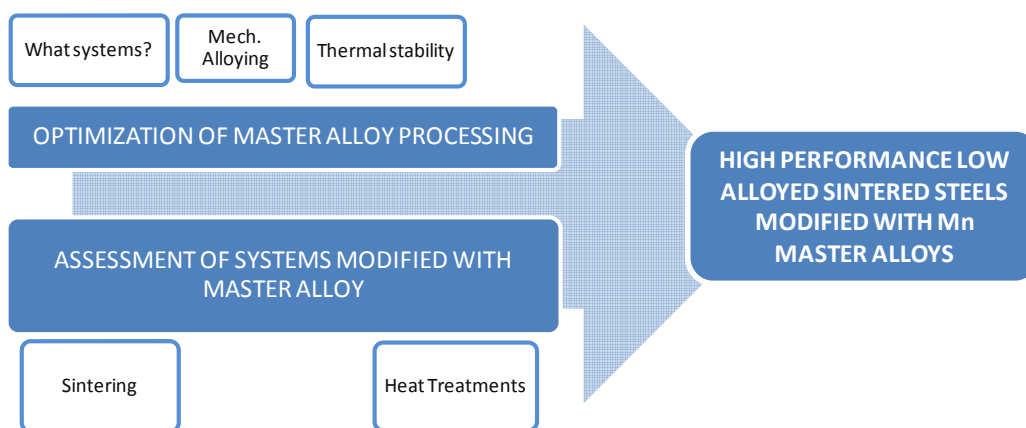 What systems?
Mech.
Alloying
Thermal stability
OPTIMIZATION OF MASTER ALLOY PROCESSING
ASSESSMENT OF SYSTEMS MODIFIED WITH
MASTER ALLOY
Sintering
Heat Treatments
HIGH PERFORMANCE LOW
ALLOYED SINTERED STEELS
MODIFIED WITH Mn
MASTER ALLOYS